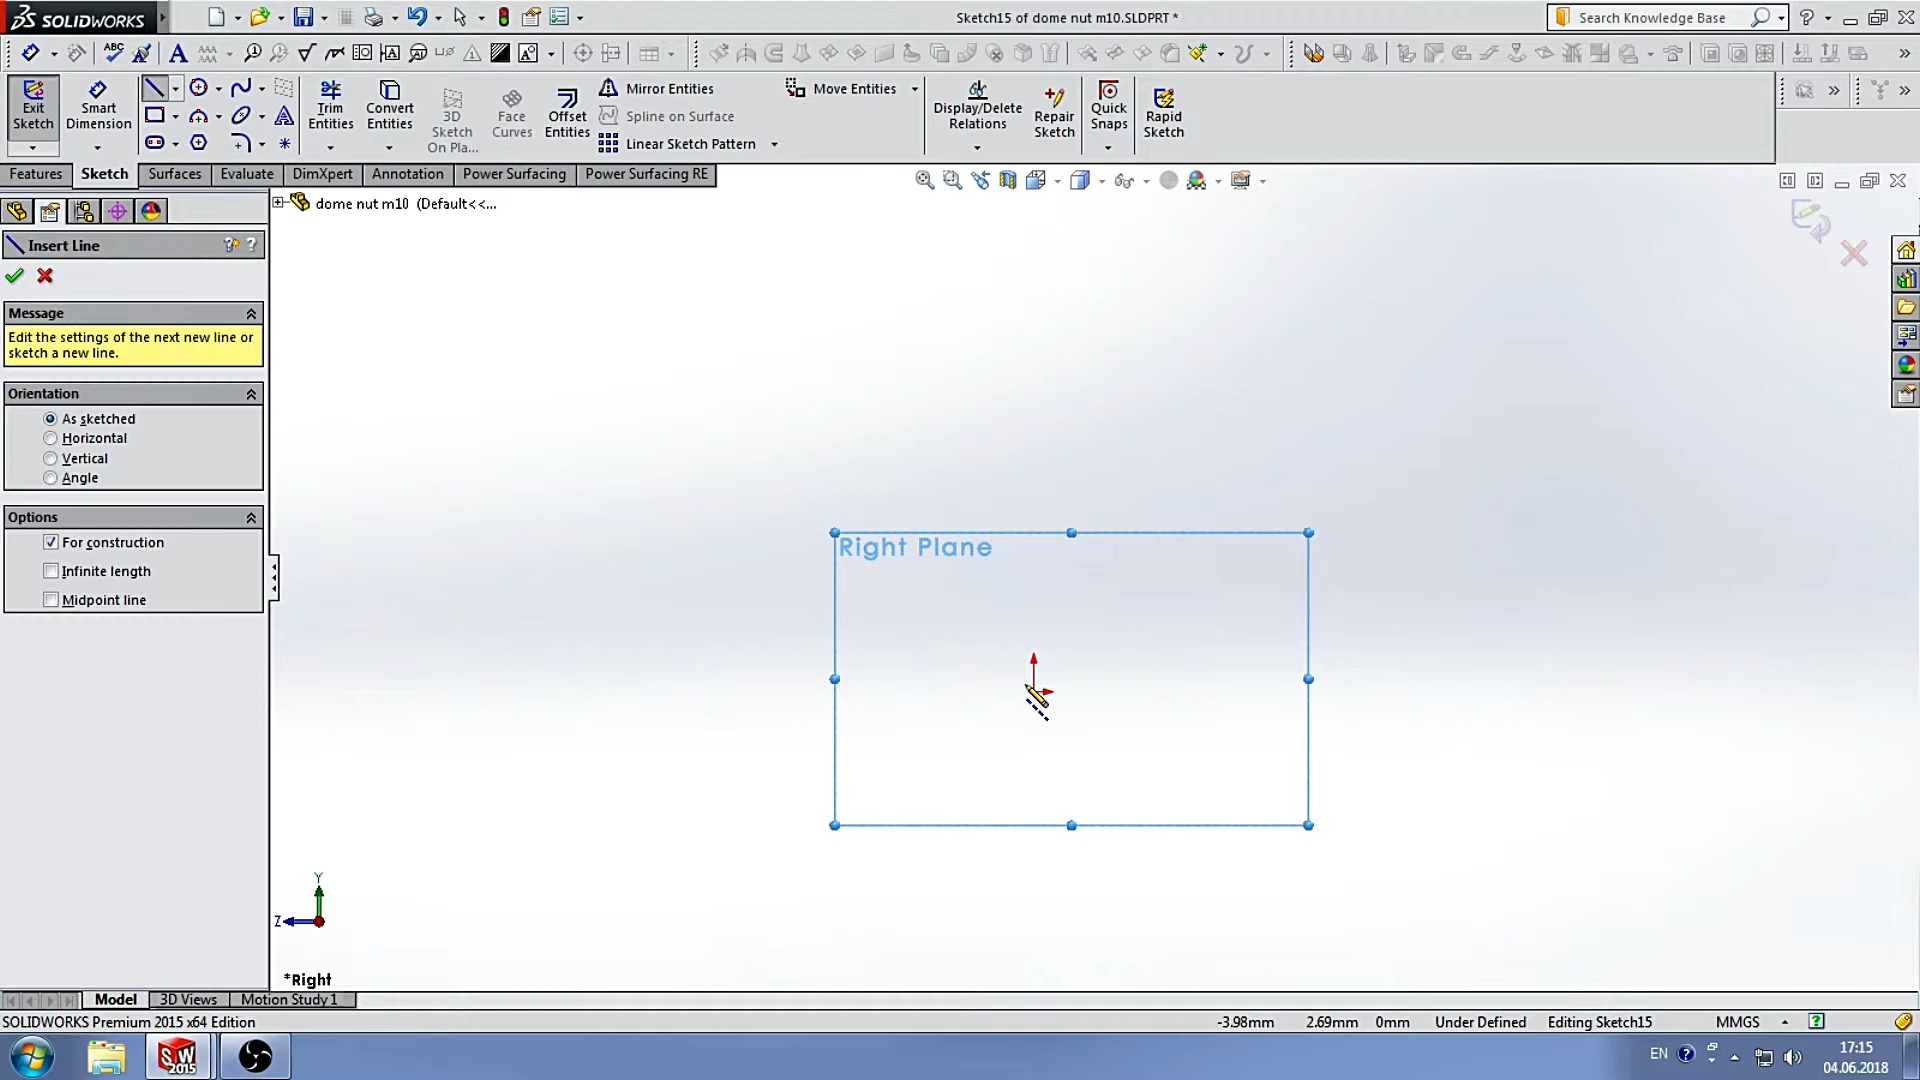 SOLIDWORKS
Sketch15 of dome nut m10.SLDPRT *
Search Knowledge Base
Exit Sketch
Smart Dimension
Trim Entities
Convert Entities
3D Sketch On Pla...
Face Curves
Offset Entities
Mirror Entities
Spline on Surface
Linear Sketch Pattern
Move Entities
Display/Delete Relations
Repair Sketch
Quick Snaps
Rapid Sketch
Features Sketch Surfaces Evaluate DimXpert Annotation Power Surfacing Power Surfacing RE
dome nut m10 (Default<<...
Insert Line
Message
Edit the settings of the next new line or
sketch a new line.
Orientation
As sketched
Horizontal
Vertical
Angle
Options
For construction
Infinite length
Midpoint line
Right Plane
Y
Z
*Right
Model 3D Views Motion Study 1
SOLIDWORKS Premium 2015 x64 Edition
-3.98mm 2.69mm 0mm Under Defined Editing Sketch15 MMGS
EN
17:15
04.06.2018